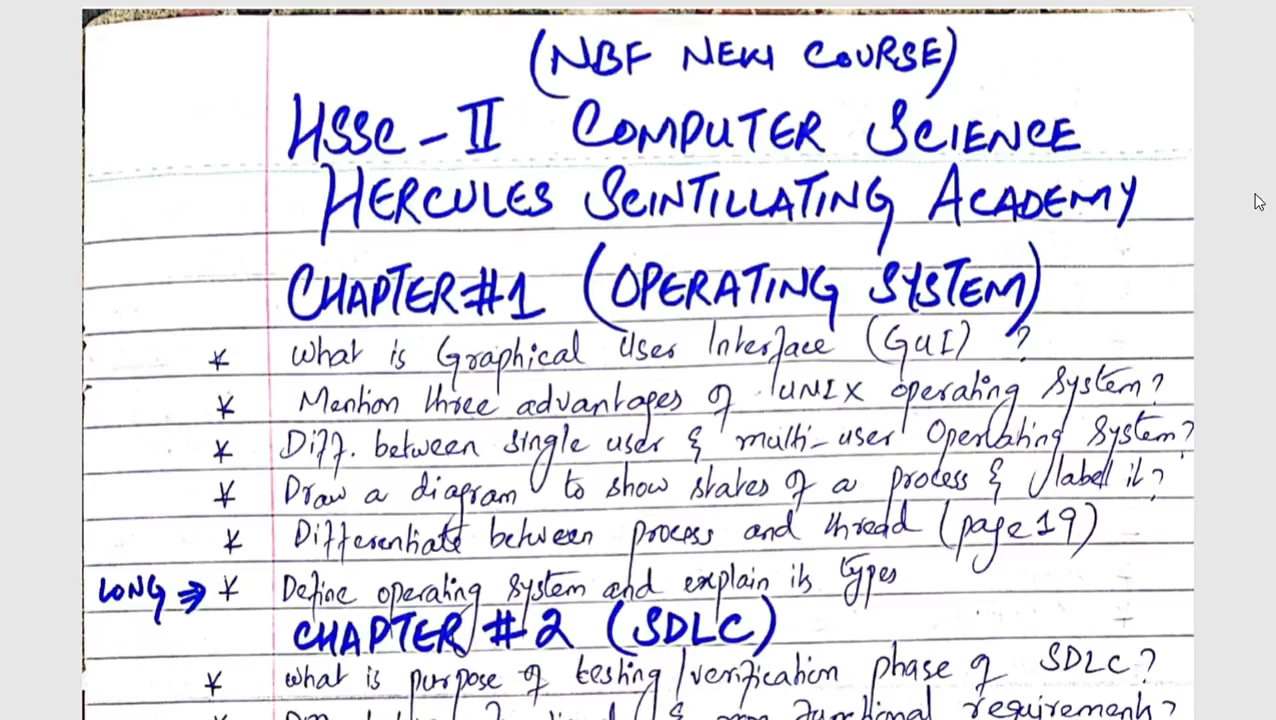 (NBF NEW COURSE)
HSSC-II COMPUTER SCIENCE
HERCULES SCINTILLATING ACADEMY
CHAPTER#1 (OPERATING SYSTEM)
* What is Graphical User Interface (GUI) ?
* Mention three advantages of UNIX operating System?
* Diff. between single user & multi-user Operating System?
* Draw a diagram to show states of a process & label it?
* Differentiate between process and thread (page 19)
LONG ⇒ * Define operating system and explain its types
CHAPTER #2 (SDLC)
* What is purpose of testing/verification phase of SDLC?
& functional requirement?